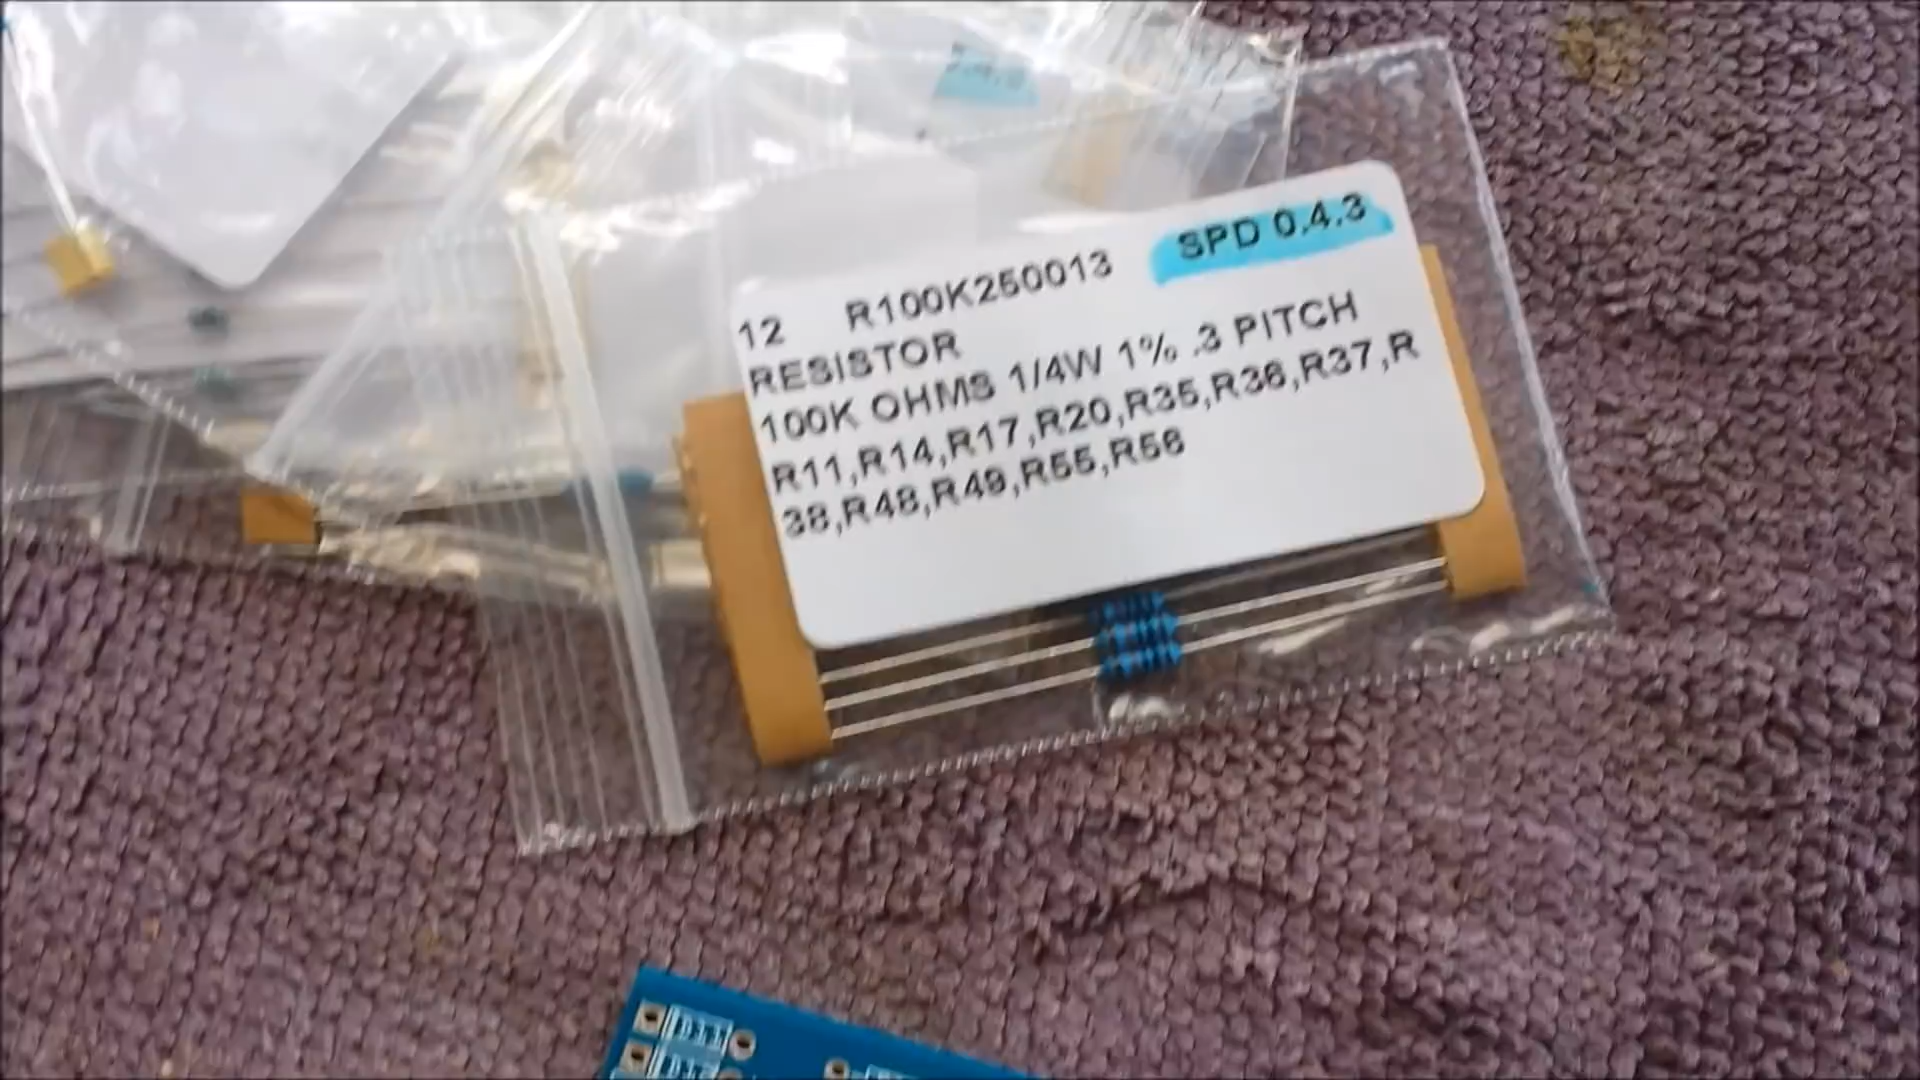 12 R100K250013 SPD 0.4.3
RESISTOR
100K OHMS 1/4W 1% .3 PITCH
R11,R14,R17,R20,R35,R36,R37,R
38,R48,R49,R55,R56